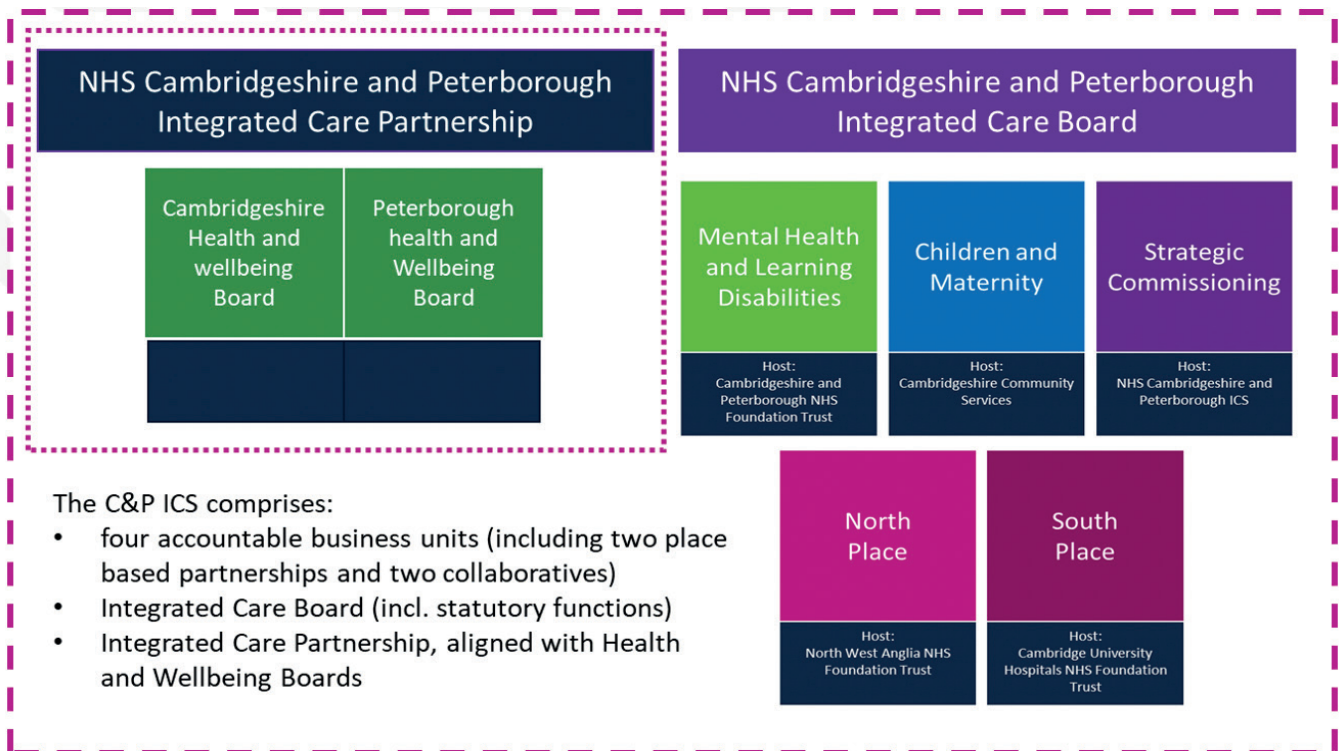 NHS Cambridgeshire and Peterborough
Integrated Care Partnership
Cambridgeshire
Health and
wellbeing
Board
Peterborough
health and
Wellbeing
Board
NHS Cambridgeshire and Peterborough
Integrated Care Board
Mental Health
and Learning
Disabilities
Host:
Cambridgeshire and
Peterborough NHS
Foundation Trust
Children and
Maternity
Host:
Cambridgeshire Community
Services
Strategic
Commissioning
Host:
NHS Cambridgeshire and
Peterborough ICS
North
Place
Host:
North West Anglia NHS
Foundation Trust
South
Place
Host:
Cambridge University
Hospitals NHS Foundation
Trust
The C&P ICS comprises:
• four accountable business units (including two place
based partnerships and two collaboratives)
• Integrated Care Board (incl. statutory functions)
• Integrated Care Partnership, aligned with Health
and Wellbeing Boards